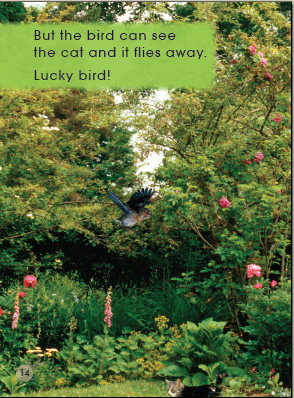 But the bird can see
the cat and it flies away.
Lucky bird!
14